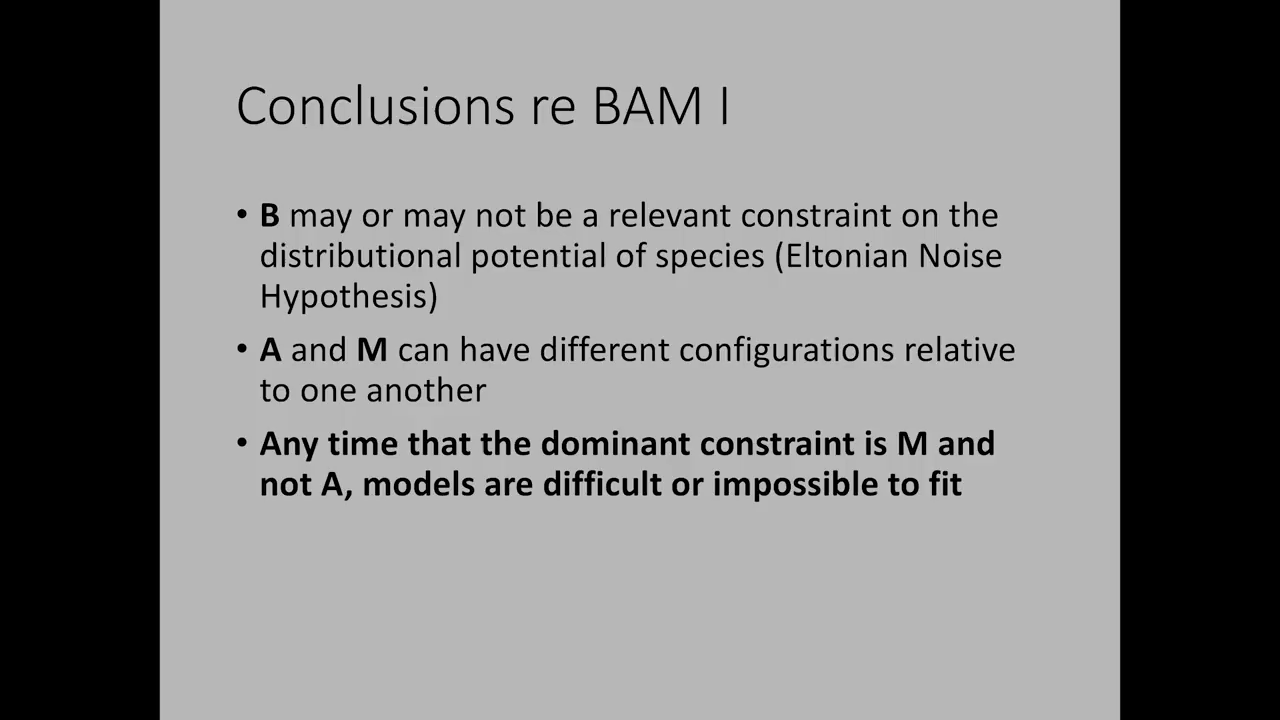 Conclusions re BAM I
• B may or may not be a relevant constraint on the
distributional potential of species (Eltonian Noise
Hypothesis)
• A and M can have different configurations relative
to one another
• Any time that the dominant constraint is M and
not A, models are difficult or impossible to fit